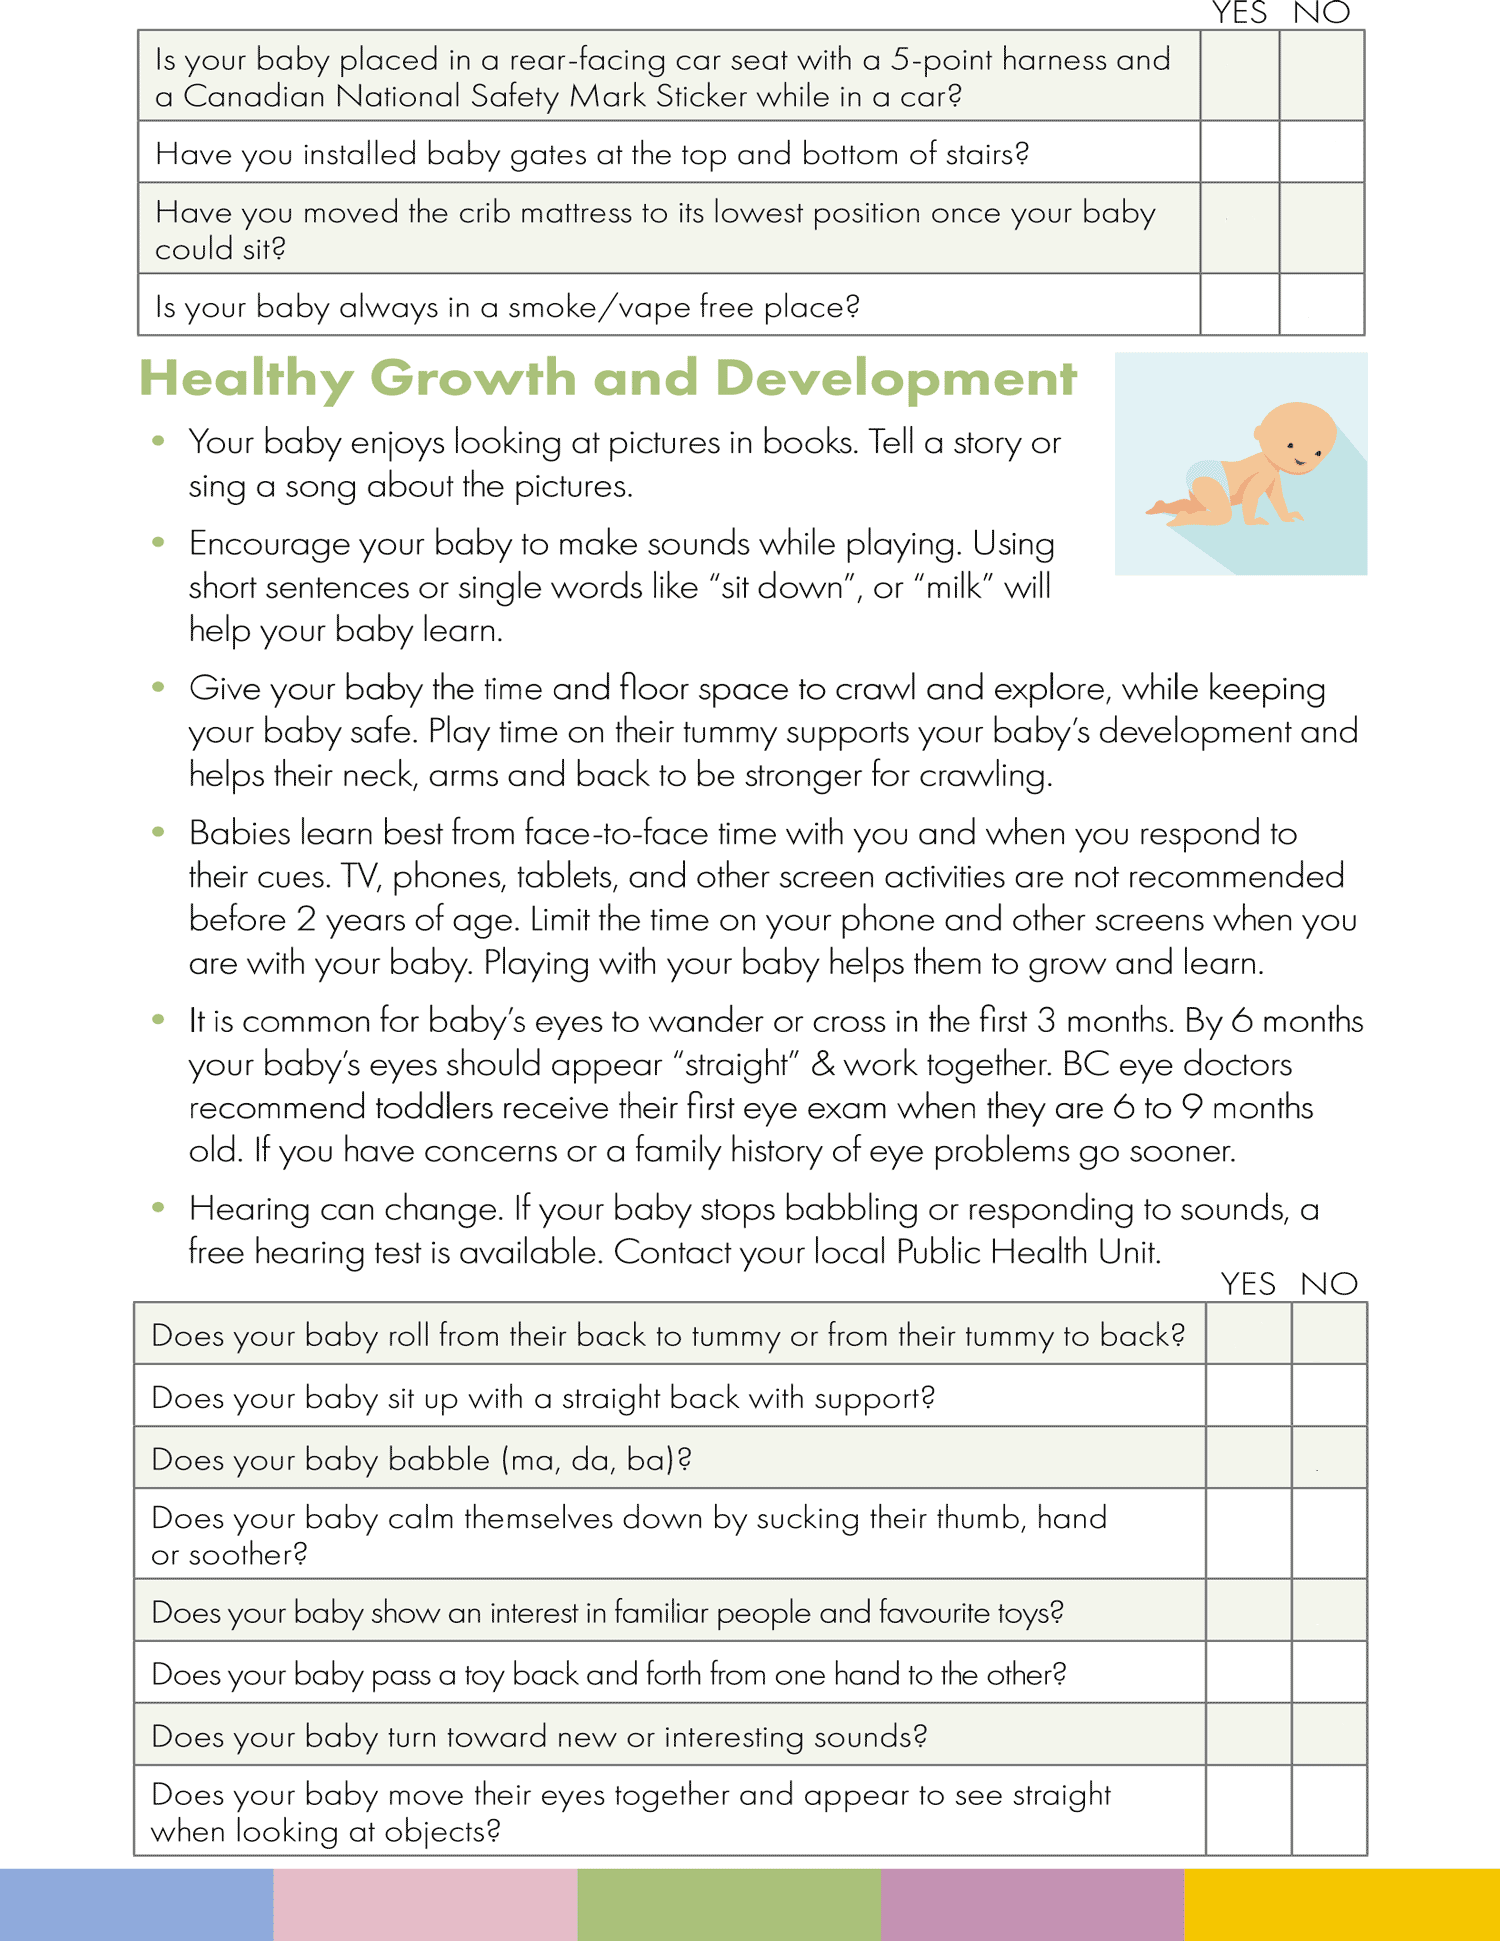 YES NO
Is your baby placed in a rear-facing car seat with a 5-point harness and
a Canadian National Safety Mark Sticker while in a car?
Have you installed baby gates at the top and bottom of stairs?
Have you moved the crib mattress to its lowest position once your baby
could sit?
Is your baby always in a smoke/vape free place?
Healthy Growth and Development
• Your baby enjoys looking at pictures in books. Tell a story or
sing a song about the pictures.
• Encourage your baby to make sounds while playing. Using
short sentences or single words like “sit down”, or “milk” will
help your baby learn.
• Give your baby the time and floor space to crawl and explore, while keeping
your baby safe. Play time on their tummy supports your baby’s development and
helps their neck, arms and back to be stronger for crawling.
• Babies learn best from face-to-face time with you and when you respond to
their cues. TV, phones, tablets, and other screen activities are not recommended
before 2 years of age. Limit the time on your phone and other screens when you
are with your baby. Playing with your baby helps them to grow and learn.
• It is common for baby’s eyes to wander or cross in the first 3 months. By 6 months
your baby’s eyes should appear “straight” & work together. BC eye doctors
recommend toddlers receive their first eye exam when they are 6 to 9 months
old. If you have concerns or a family history of eye problems go sooner.
• Hearing can change. If your baby stops babbling or responding to sounds, a
free hearing test is available. Contact your local Public Health Unit.
YES NO
Does your baby roll from their back to tummy or from their tummy to back?
Does your baby sit up with a straight back with support?
Does your baby babble (ma, da, ba)?
Does your baby calm themselves down by sucking their thumb, hand
or soother?
Does your baby show an interest in familiar people and favourite toys?
Does your baby pass a toy back and forth from one hand to the other?
Does your baby turn toward new or interesting sounds?
Does your baby move their eyes together and appear to see straight
when looking at objects?